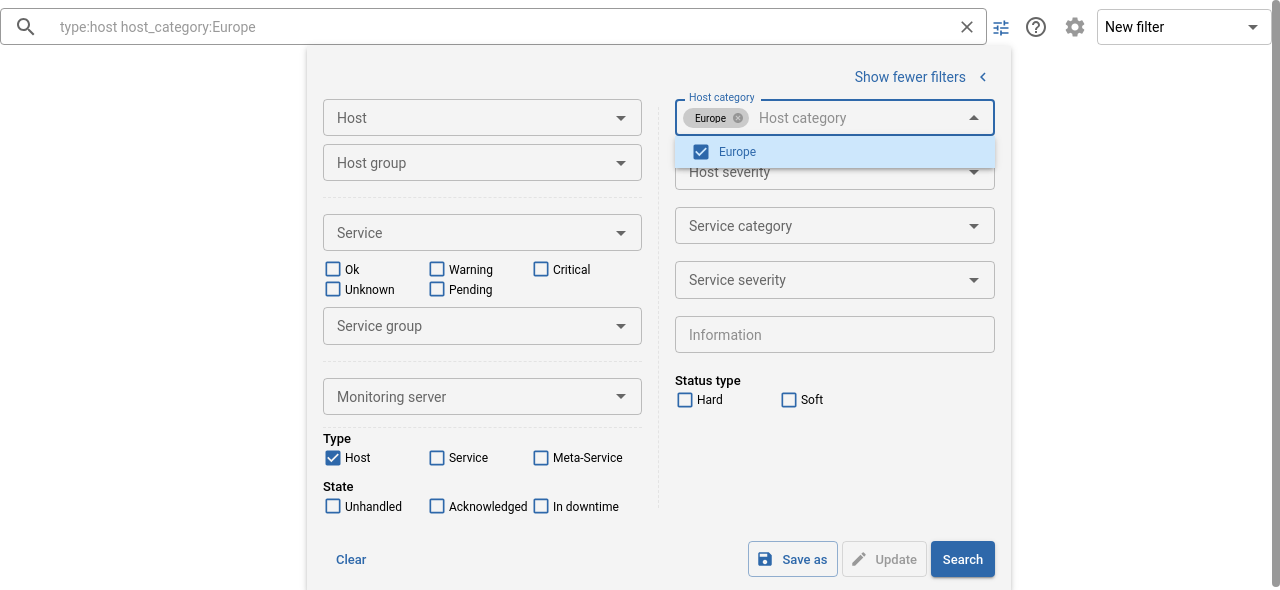 type:host host_category:Europe
New filter
Show fewer filters
Host
Host group
Service
Ok
Warning
Critical
Unknown
Pending
Service group
Monitoring server
Type
Host
Service
Meta-Service
State
Unhandled
Acknowledged
In downtime
Host category
Europe
Host category
Europe
Host severity
Service category
Service severity
Information
Status type
Hard
Soft
Clear
Save as
Update
Search